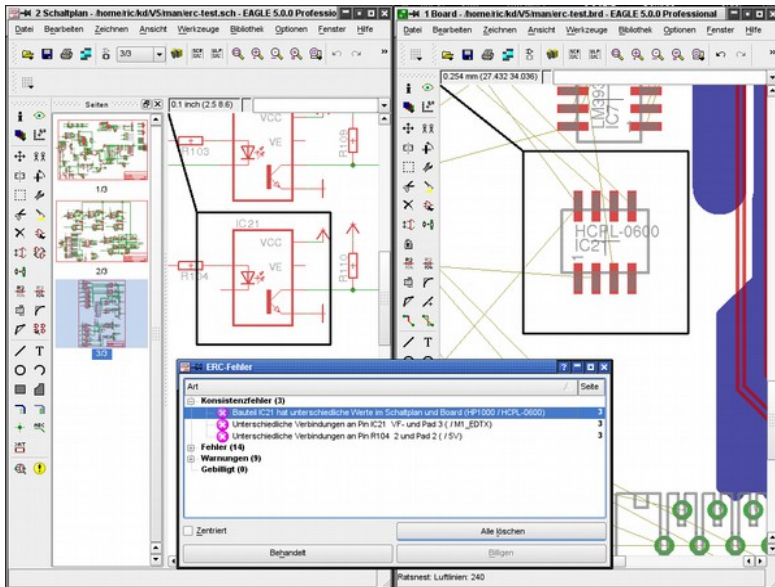 2 Schaltplan - /home/ric/kd/V5/man/erc-test.sch - EAGLE 5.0.0 Professio
Datei Bearbeiten Zeichnen Ansicht Werkzeuge Bibliothek Optionen Fenster Hilfe
3/3
Seiten
0.1 inch (2.5 8.6)
1/3
2/3
3/3
R103
VCC
VE
R109
IC21
VCC
VE
R104
R110
1 Board - /home/ric/kd/V5/man/erc-test.brd - EAGLE 5.0.0 Professional
Datei Bearbeiten Zeichnen Ansicht Werkzeuge Bibliothek Optionen Fenster Hilfe
0.254 mm (27.432 34.036)
LM393
IC7
HCPL-0600
IC21
1
ERC-Fehler
Art
Seite
Konsistenzfehler (3)
Bauteil IC21 hat unterschiedliche Werte im Schaltplan und Board (HP1000 / HCPL-0600) 3
Unterschiedliche Verbindungen an Pin IC21 VF- und Pad 3 ( / M1_EDTX) 3
Unterschiedliche Verbindungen an Pin R104 2 und Pad 2 ( / 5V) 3
Fehler (14)
Warnungen (9)
Gebilligt (0)
Zentriert
Alle löschen
Behandelt
Billigen
Ratsnest: Luftlinien: 240